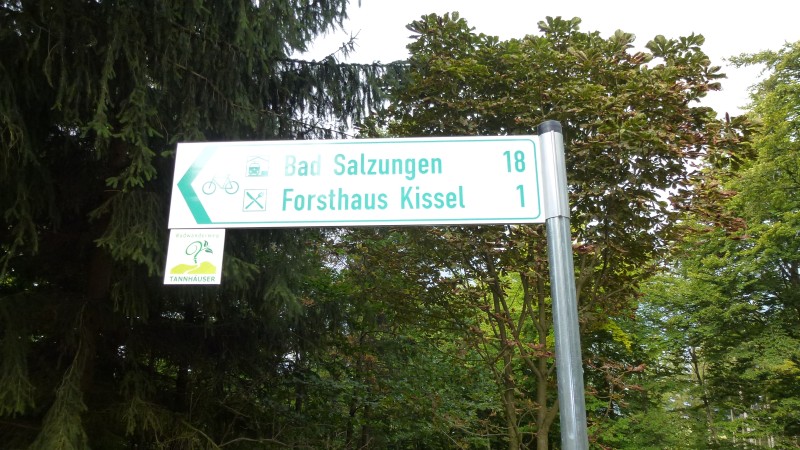 Bad Salzungen 18
Forsthaus Kissel 1
TANNHÄUSER